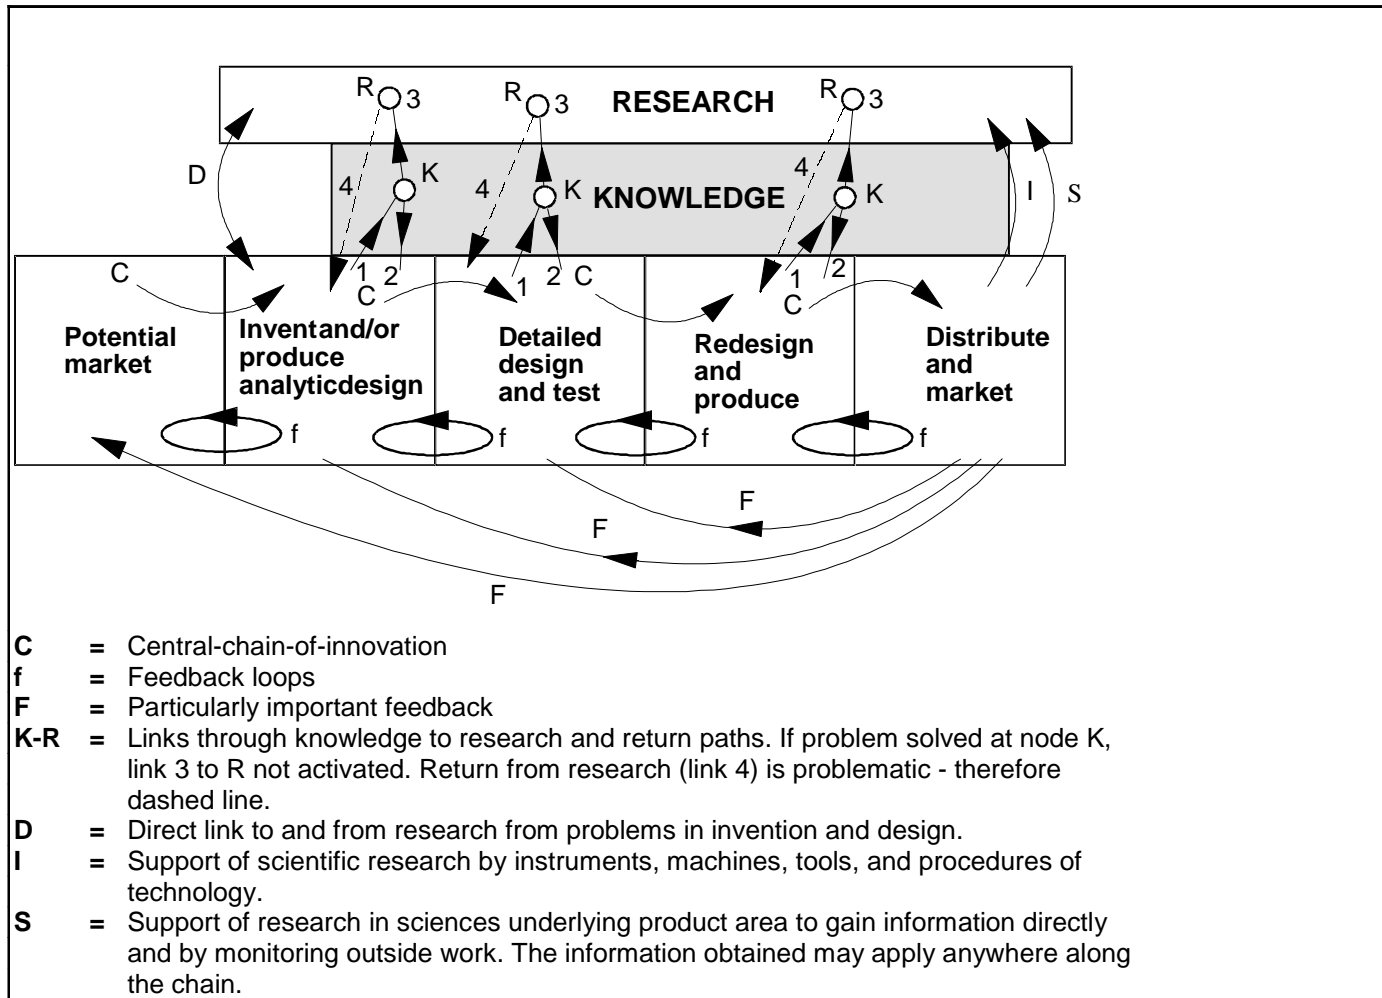 R 3 R 3 RESEARCH R 3
D 4 K 4 K KNOWLEDGE 4 K I S
C 1 2 C 1 2 C 1 2 C
Potential
market
Inventand/or
produce
analyticdesign
Detailed
design
and test
Redesign
and
produce
Distribute
and
market
f f f f
F
F
F
C = Central-chain-of-innovation
f = Feedback loops
F = Particularly important feedback
K-R = Links through knowledge to research and return paths. If problem solved at node K,
link 3 to R not activated. Return from research (link 4) is problematic - therefore
dashed line.
D = Direct link to and from research from problems in invention and design.
I = Support of scientific research by instruments, machines, tools, and procedures of
technology.
S = Support of research in sciences underlying product area to gain information directly
and by monitoring outside work. The information obtained may apply anywhere along
the chain.